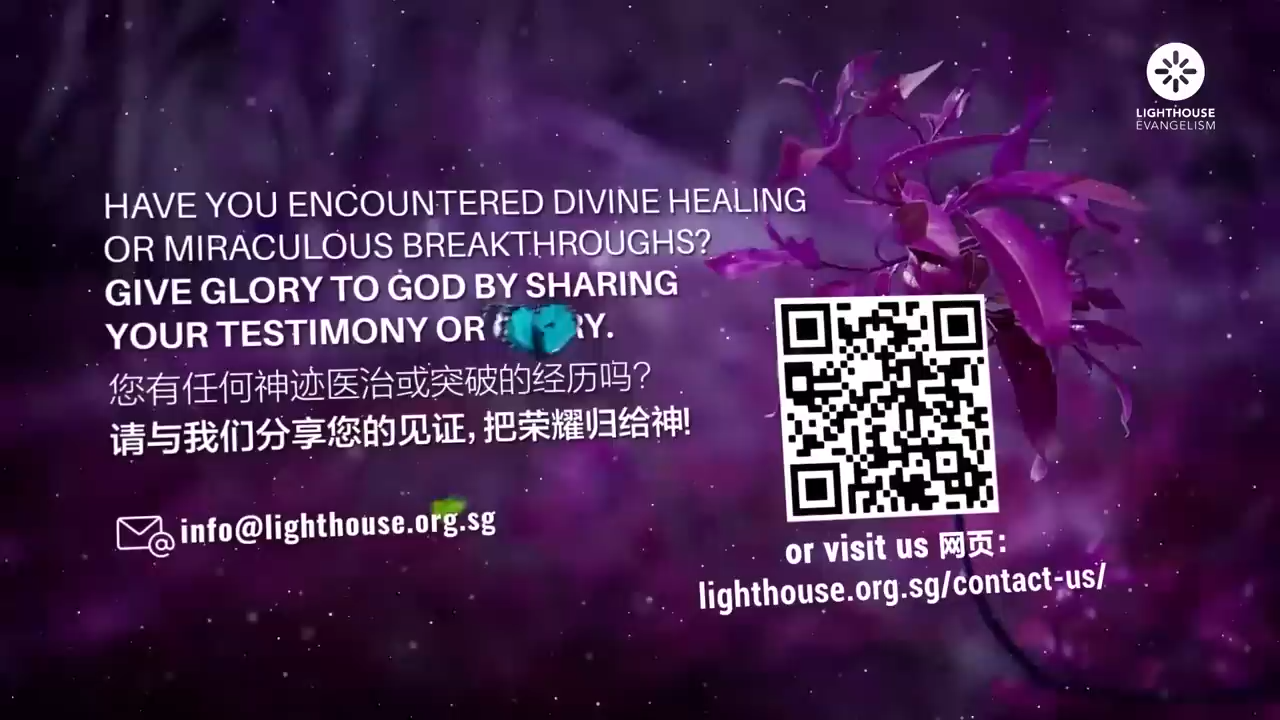 LIGHTHOUSE
EVANGELISM
HAVE YOU ENCOUNTERED DIVINE HEALING
OR MIRACULOUS BREAKTHROUGHS?
GIVE GLORY TO GOD BY SHARING
YOUR TESTIMONY OR
您有任何神迹医治或突破的经历吗?
请与我们分享您的见证, 把荣耀归给神!
info@lighthouse.org.sg
or visit us 网页:
lighthouse.org.sg/contact-us/